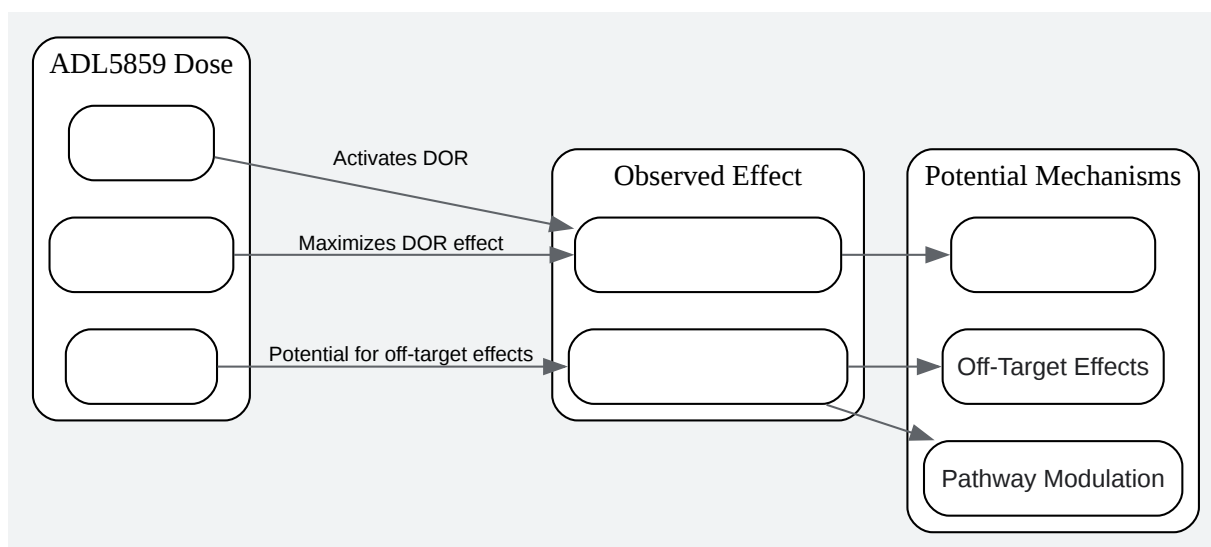 ADL5859 Dose
Activates DOR
Maximizes DOR effect
Potential for off-target effects
Observed Effect
Potential Mechanisms
Off-Target Effects
Pathway Modulation